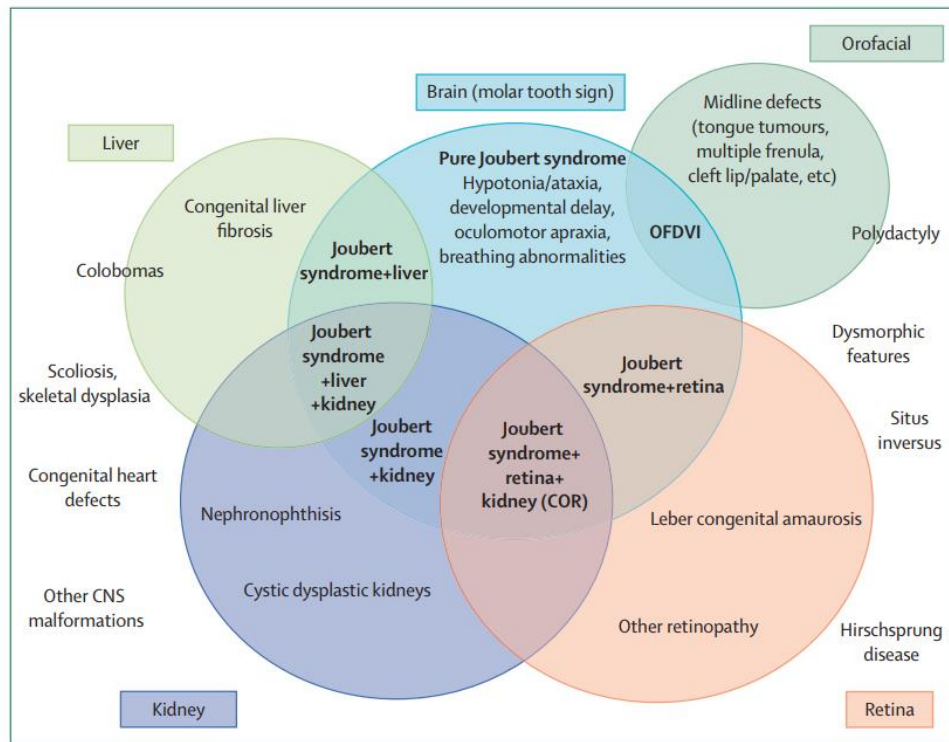 Orofacial
Brain (molar tooth sign)
Liver
Midline defects
(tongue tumours,
multiple frenula,
cleft lip/palate, etc)
Pure Joubert syndrome
Hypotonia/ataxia,
developmental delay,
oculomotor apraxia,
breathing abnormalities
OFDVI
Polydactyly
Congenital liver
fibrosis
Colobomas
Joubert
syndrome+liver
Joubert
syndrome
+liver
+kidney
Joubert
syndrome+retina
Dysmorphic
features
Scoliosis,
skeletal dysplasia
Joubert
syndrome
+kidney
Joubert
syndrome+
retina+
kidney (COR)
Situs
inversus
Congenital heart
defects
Nephronophthisis
Leber congenital amaurosis
Cystic dysplastic kidneys
Other CNS
malformations
Other retinopathy
Hirschsprung
disease
Kidney
Retina